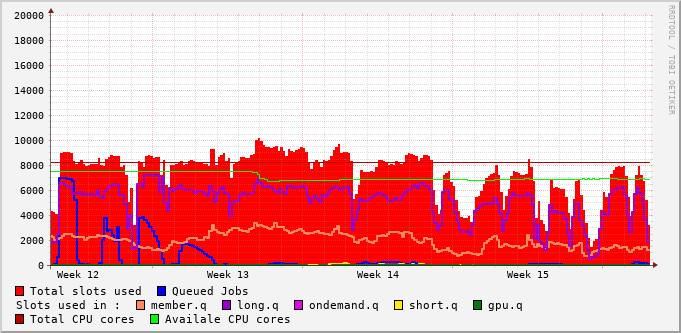 20000
18000
16000
14000
12000
10000
8000
6000
4000
2000
0
Week 12 Week 13 Week 14 Week 15
Total slots used Queued Jobs
Slots used in : member.q long.q ondemand.q short.q gpu.q
Total CPU cores Availale CPU cores
RRDTOOL / TOBI OETIKER